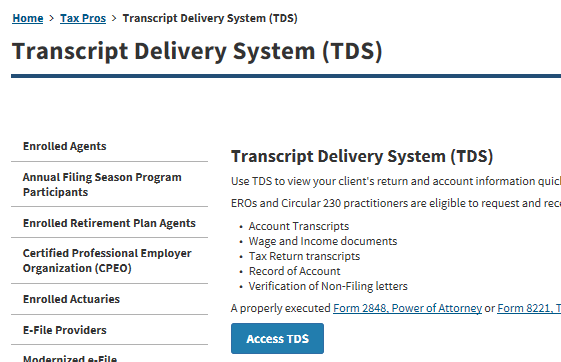 Home > Tax Pros > Transcript Delivery System (TDS)
Transcript Delivery System (TDS)
Enrolled Agents
Annual Filing Season Program
Participants
Enrolled Retirement Plan Agents
Certified Professional Employer
Organization (CPEO)
Enrolled Actuaries
E-File Providers
Modernized e-File
Transcript Delivery System (TDS)
Use TDS to view your client's return and account information
EROs and Circular 230 practitioners are eligible to request and
• Account Transcripts
• Wage and Income documents
• Tax Return transcripts
• Record of Account
• Verification of Non-Filing letters
A properly executed Form 2848, Power of Attorney or Form 8221,
Access TDS